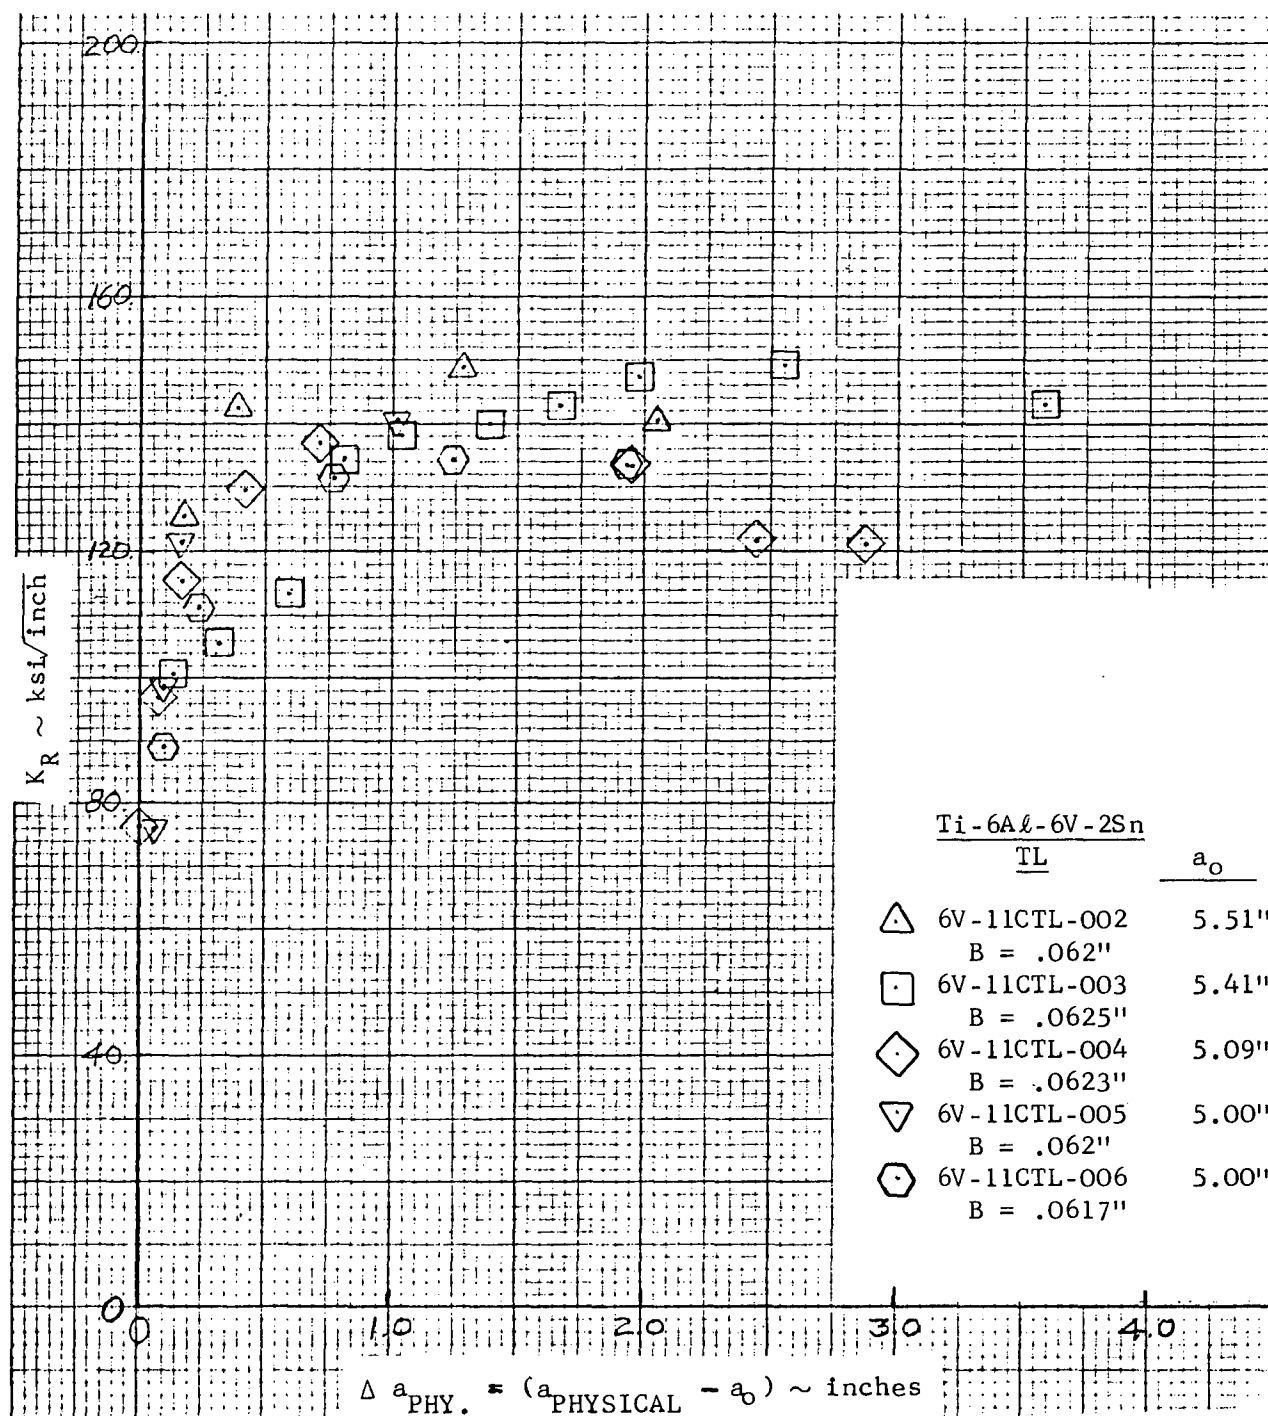 200
160
120
80
40
0
K_R ~ ksi√inch
0 1.0 2.0 3.0 4.0
Δ a_PHY. = (a_PHYSICAL - a_o) ~ inches
Ti-6Aℓ-6V-2Sn
TL a_o
6V-11CTL-002 5.51"
B = .062"
6V-11CTL-003 5.41"
B = .0625"
6V-11CTL-004 5.09"
B = .0623"
6V-11CTL-005 5.00"
B = .062"
6V-11CTL-006 5.00"
B = .0617"